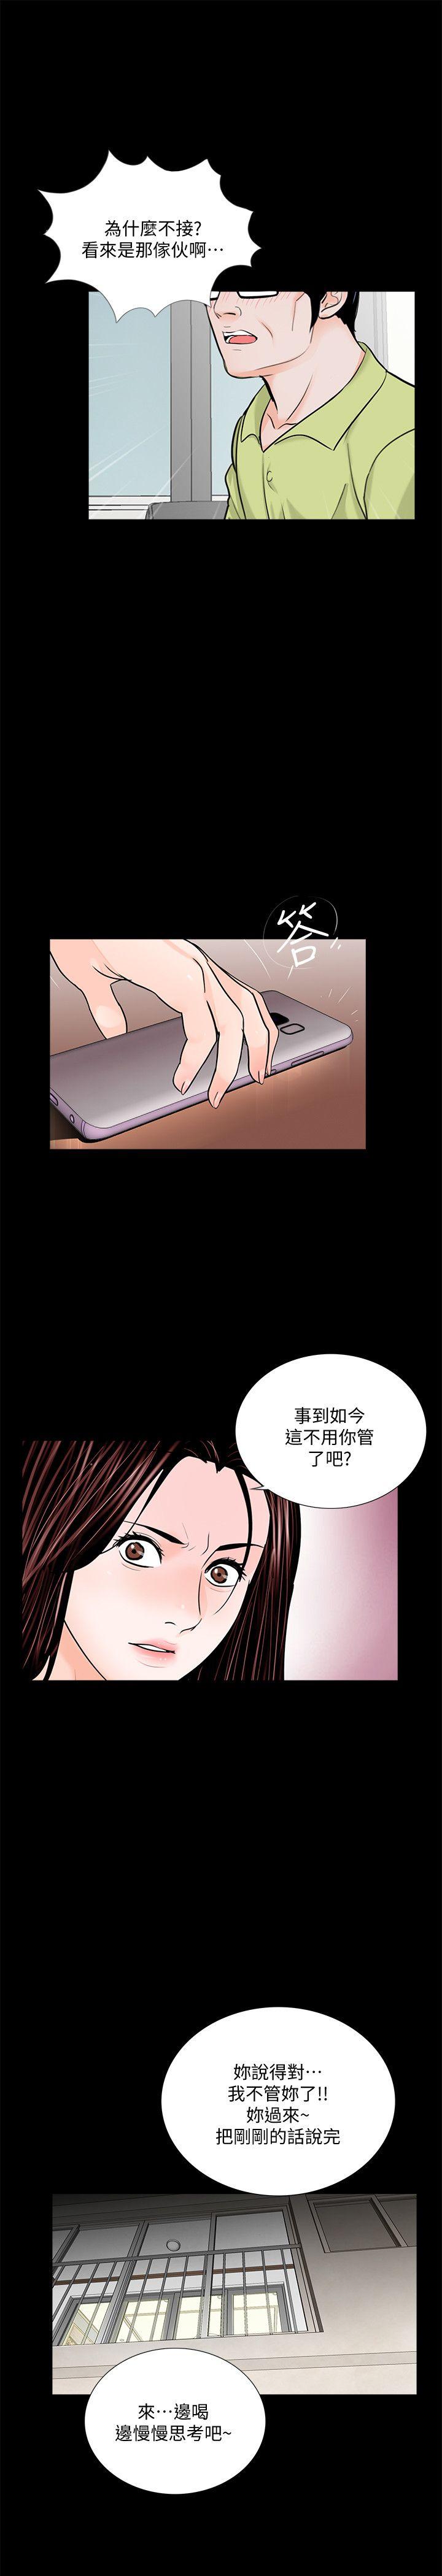 為什麼不接?
看來是那傢伙啊…
答
事到如今
這不用你管
了吧?
妳說得對…
我不管妳了!!
妳過來~
把剛剛的話說完
來…邊喝
邊慢慢思考吧~